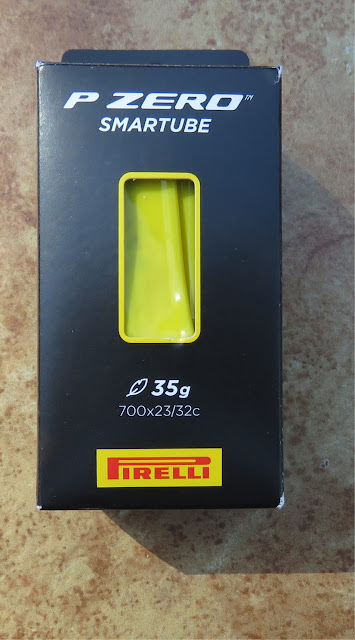 P ZERO™
SMARTUBE
35g
700x23/32c
PIRELLI